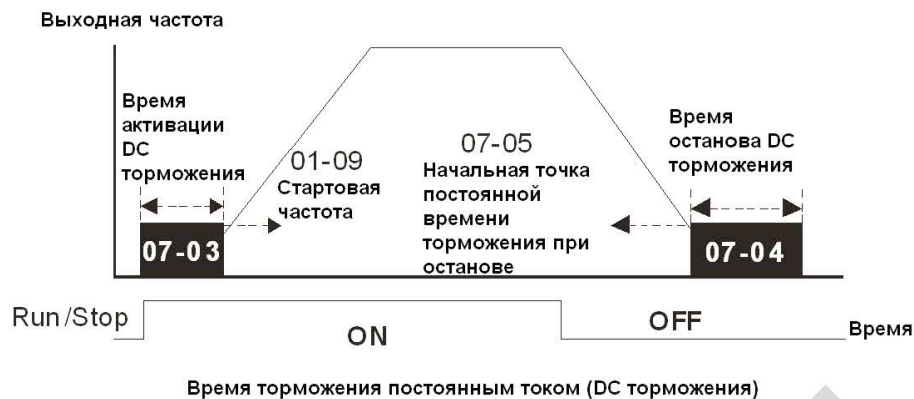 Выходная частота
Время
активации
DC
торможения
01-09
Стартовая
частота
07-05
Начальная точка
постоянной
времени
торможения при
останове
Время
останова DC
торможения
07-03
07-04
Run/Stop
ON
OFF
Время
Время торможения постоянным током (DC торможения)